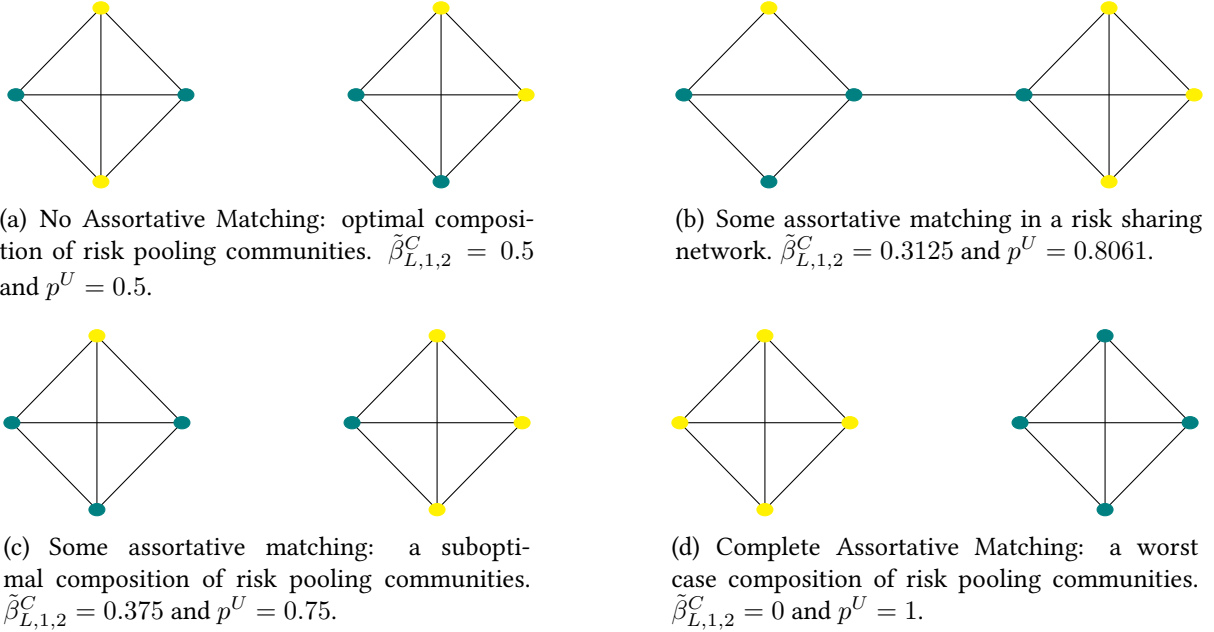 (a) No Assortative Matching: optimal composi-
tion of risk pooling communities. β̃^C_{L,1,2} = 0.5
and p^U = 0.5.
(b) Some assortative matching in a risk sharing
network. β̃^C_{L,1,2} = 0.3125 and p^U = 0.8061.
(c) Some assortative matching: a subopti-
mal composition of risk pooling communities.
β̃^C_{L,1,2} = 0.375 and p^U = 0.75.
(d) Complete Assortative Matching: a worst
case composition of risk pooling communities.
β̃^C_{L,1,2} = 0 and p^U = 1.